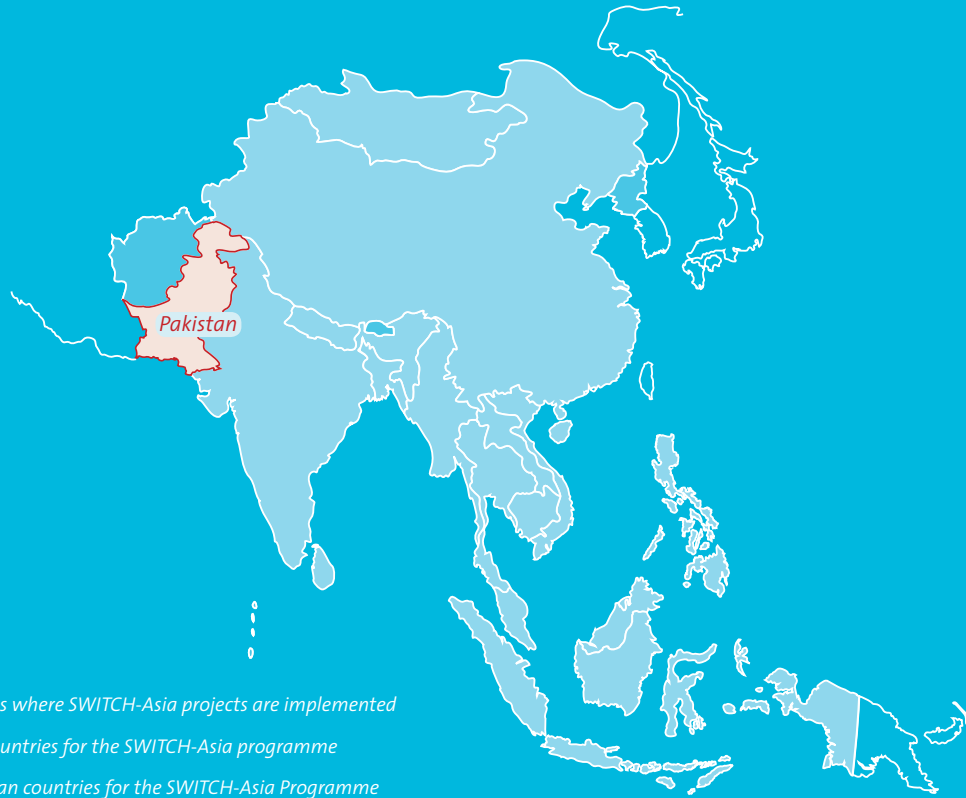 Pakistan
s where SWITCH-Asia projects are implemented
untries for the SWITCH-Asia programme
an countries for the SWITCH-Asia Programme